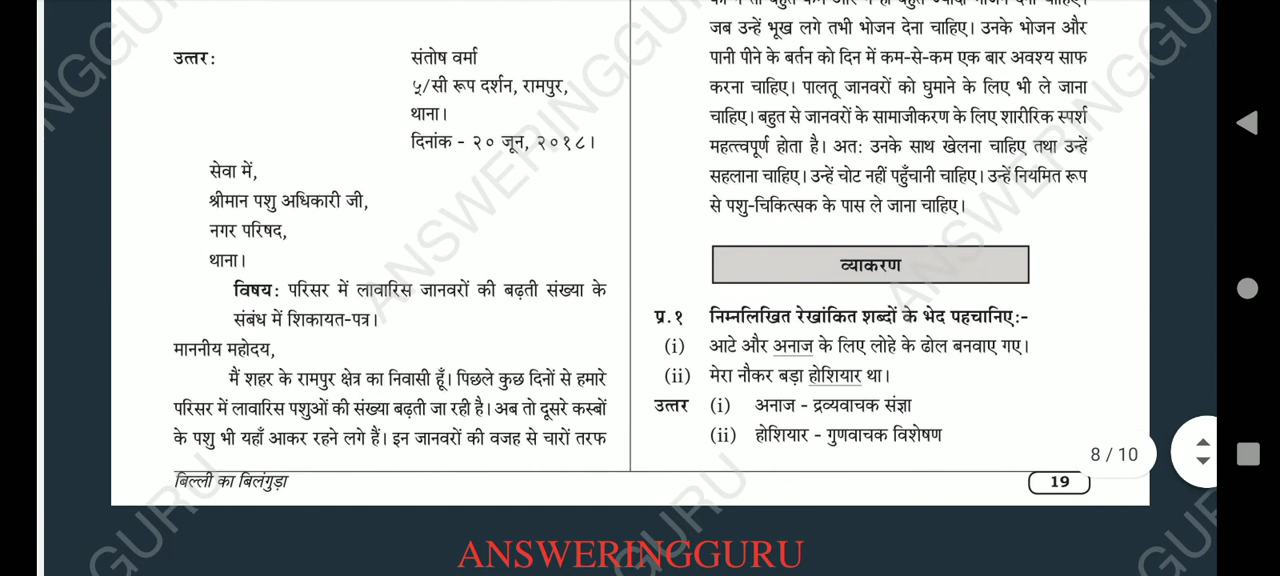 उत्तर:
संतोष वर्मा
५/सी रूप दर्शन, रामपुर,
थाना।
दिनांक - २० जून, २०१८।
सेवा में,
श्रीमान पशु अधिकारी जी,
नगर परिषद,
थाना।
विषय: परिसर में लावारिस जानवरों की बढ़ती संख्या के
संबंध में शिकायत-पत्र।
माननीय महोदय,
मैं शहर के रामपुर क्षेत्र का निवासी हूँ। पिछले कुछ दिनों से हमारे
परिसर में लावारिस पशुओं की संख्या बढ़ती जा रही है। अब तो दूसरे कस्बों
के पशु भी यहाँ आकर रहने लगे हैं। इन जानवरों की वजह से चारों तरफ
बिल्ली का बिलंगुड़ा
जब उन्हें भूख लगे तभी भोजन देना चाहिए। उनके भोजन और
पानी पीने के बर्तन को दिन में कम-से-कम एक बार अवश्य साफ
करना चाहिए। पालतू जानवरों को घुमाने के लिए भी ले जाना
चाहिए। बहुत से जानवरों के सामाजीकरण के लिए शारीरिक स्पर्श
महत्त्वपूर्ण होता है। अत: उनके साथ खेलना चाहिए तथा उन्हें
सहलाना चाहिए। उन्हें चोट नहीं पहुँचानी चाहिए। उन्हें नियमित रूप
से पशु-चिकित्सक के पास ले जाना चाहिए।
व्याकरण
प्र.१ निम्नलिखित रेखांकित शब्दों के भेद पहचानिए:-
(i) आटे और अनाज के लिए लोहे के ढोल बनवाए गए।
(ii) मेरा नौकर बड़ा होशियार था।
उत्तर (i) अनाज - द्रव्यवाचक संज्ञा
(ii) होशियार - गुणवाचक विशेषण
8 / 10
19
ANSWERINGGURU
ANSWERINGGURU